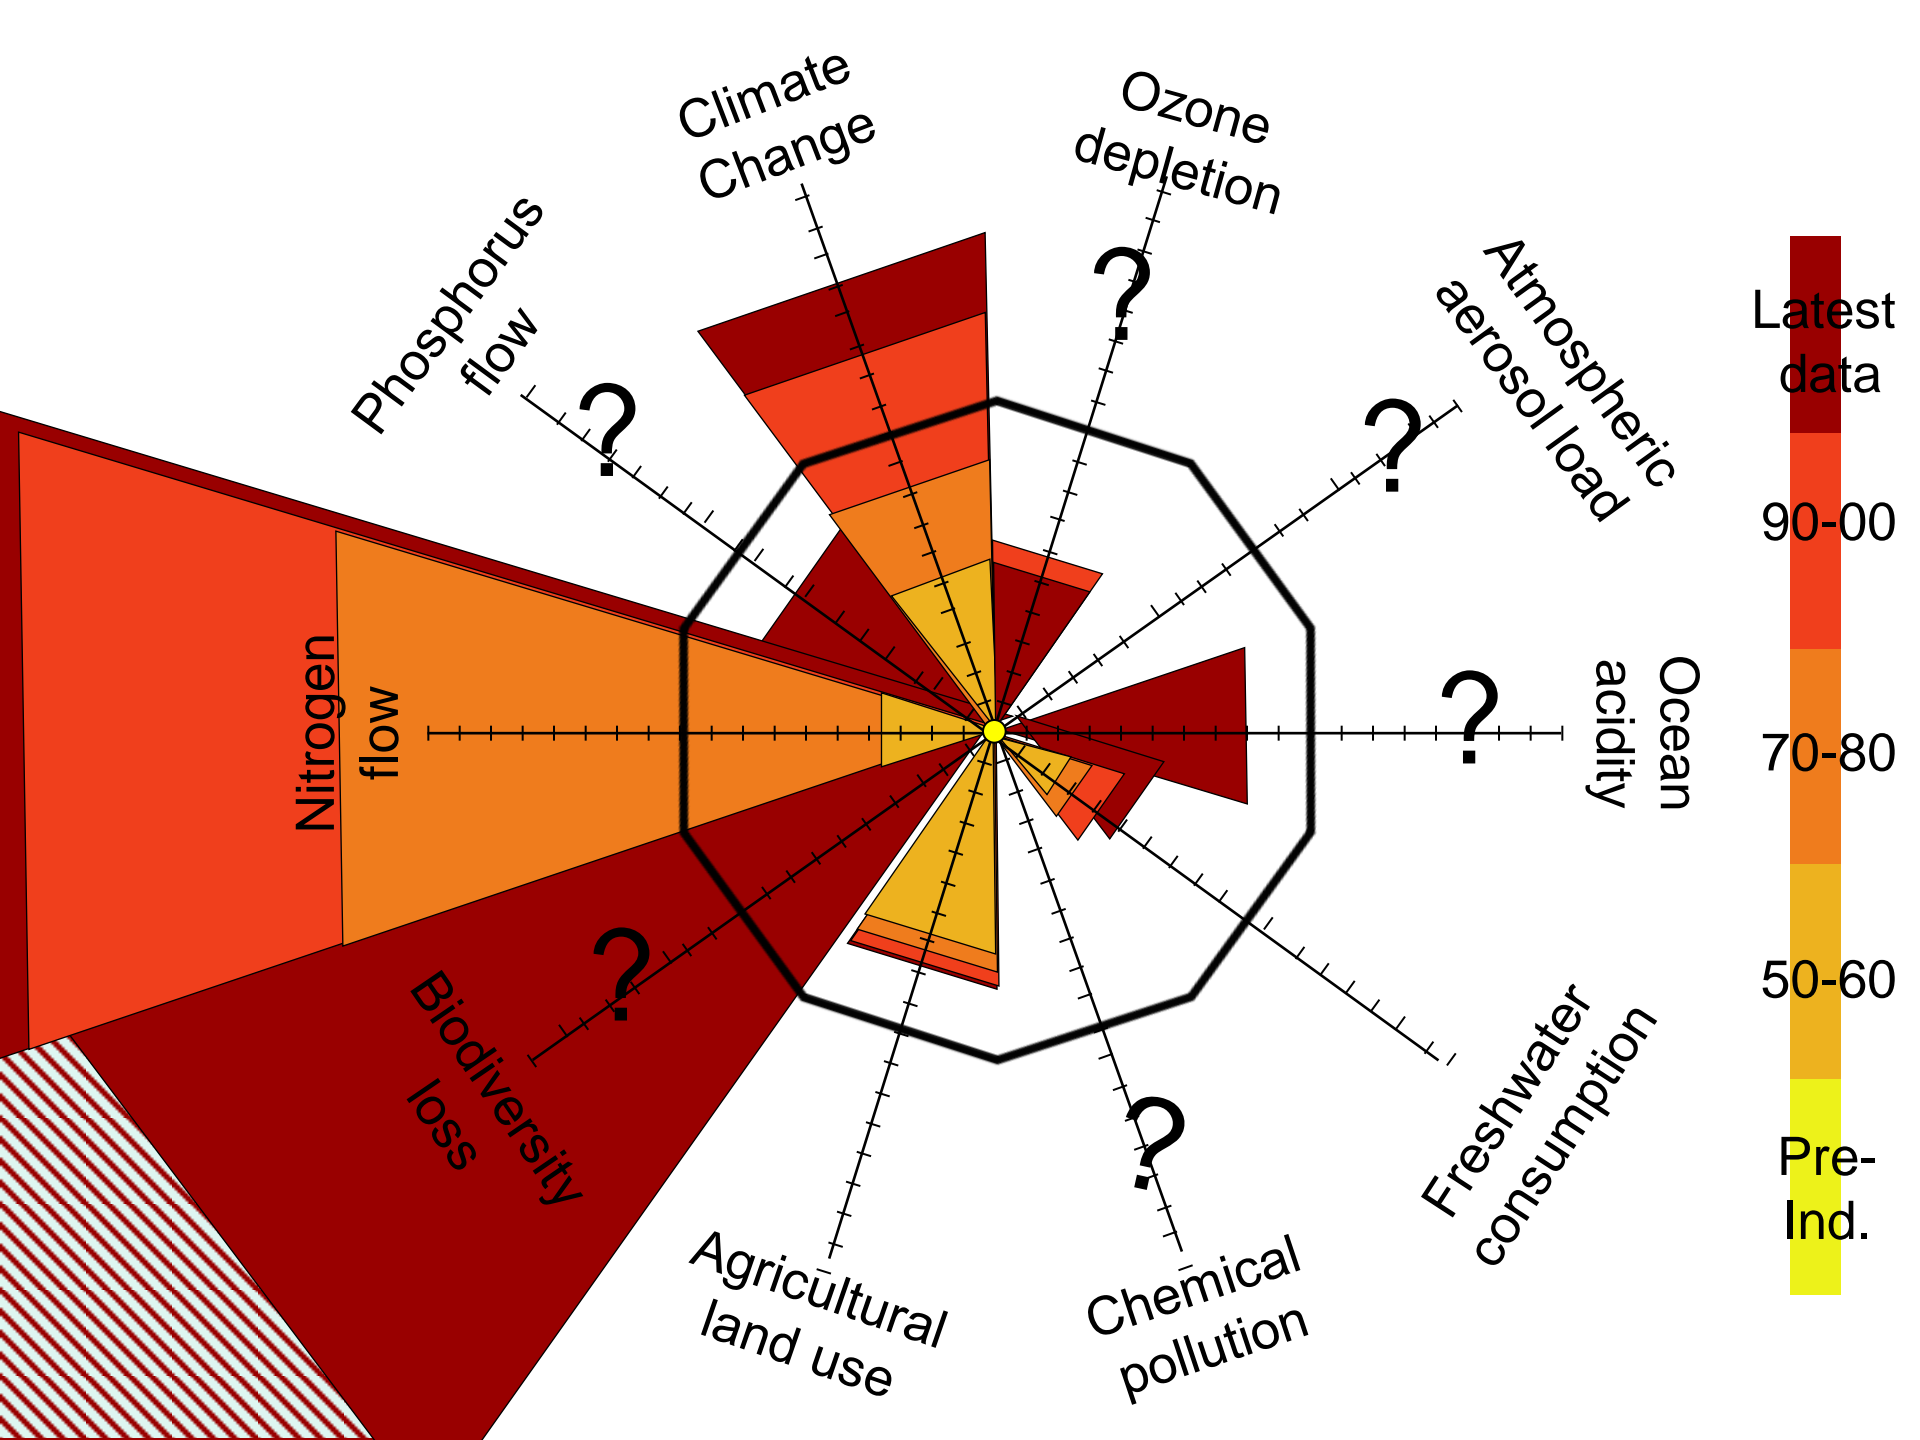 Climate
Change
Ozone
depletion
?
Atmospheric
aerosol load
?
Ocean
acidity
?
Freshwater
consumption
Chemical
pollution
?
Agricultural
land use
Biodiversity
loss
?
Nitrogen
flow
Phosphorus
flow
?
Latest
data
90-00
70-80
50-60
Pre-
Ind.